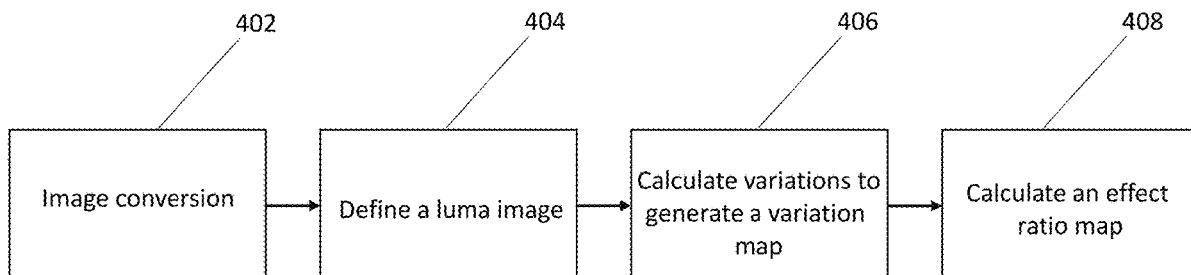 402
404
406
408
Image conversion
Define a luma image
Calculate variations to
generate a variation
map
Calculate an effect
ratio map